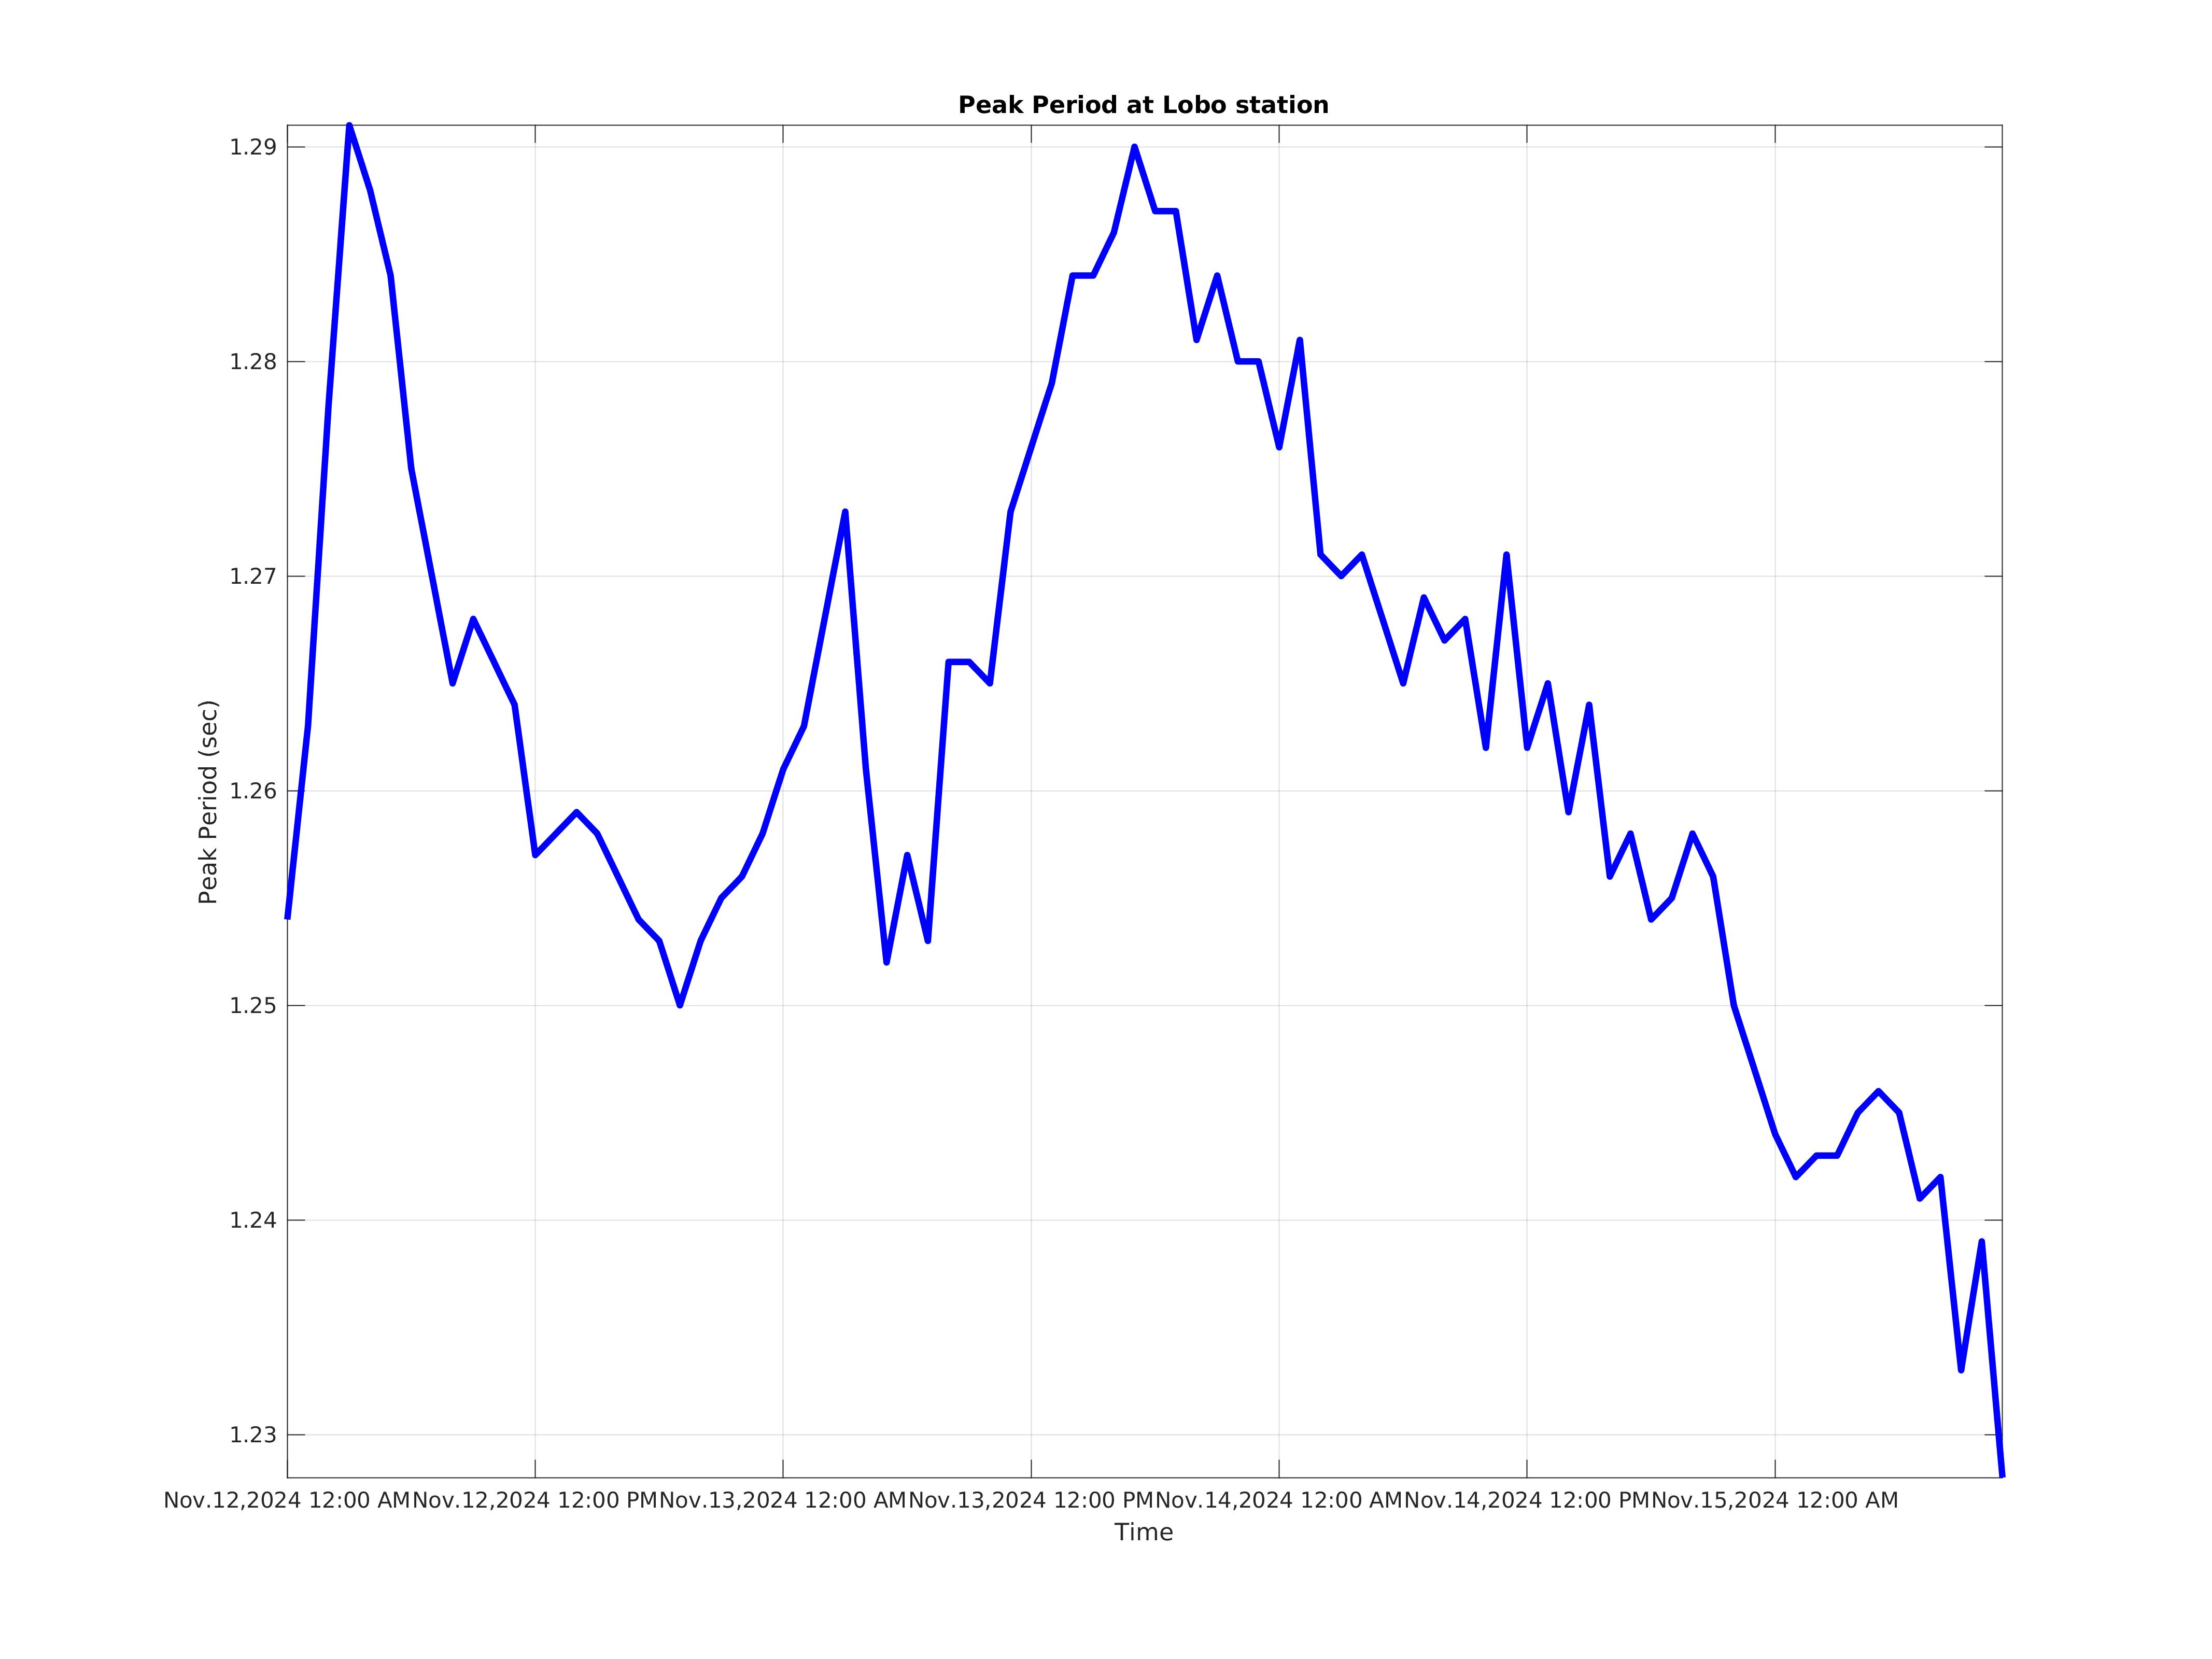 Peak Period at Lobo station
1.29
1.28
1.27
1.26
1.25
1.24
1.23
Peak Period (sec)
Nov.12,2024 12:00 AM Nov.12,2024 12:00 PM Nov.13,2024 12:00 AM Nov.13,2024 12:00 PM Nov.14,2024 12:00 AM Nov.14,2024 12:00 PM Nov.15,2024 12:00 AM
Time